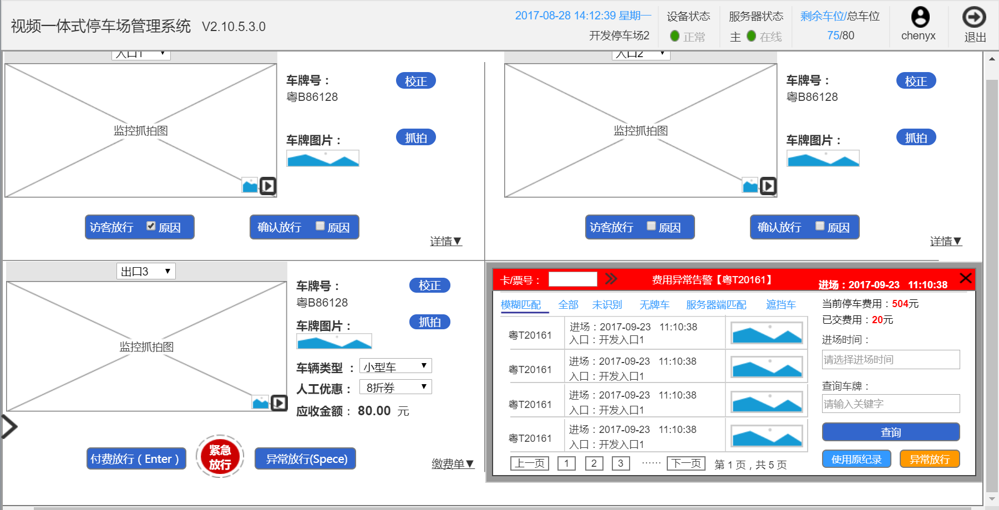 视频一体式停车场管理系统 V2.10.5.3.0
2017-08-28 14:12:39 星期一
开发停车场2
设备状态
正常
服务器状态
主 在线
剩余车位/总车位
75/80
chenyx
退出
入口1
监控抓拍图
车牌号：
粤B86128
校正
车牌图片：
抓拍
访客放行 原因
确认放行 原因
详情▼
入口2
监控抓拍图
车牌号：
粤B86128
校正
车牌图片：
抓拍
访客放行 原因
确认放行 原因
详情▼
出口3
监控抓拍图
车牌号：
粤B86128
校正
车牌图片：
抓拍
车辆类型 ： 小型车
人工优惠： 8折券
应收金额： 80.00 元
付费放行（Enter）
紧急
放行
异常放行(Spece)
缴费单▼
卡/票号：
费用异常告警【粤T20161】
进场：2017-09-23 11:10:38
模糊匹配 全部 未识别 无牌车 服务器端匹配 遮挡车
粤T20161
进场：2017-09-23 11:10:38
入口：开发入口1
粤T20161
进场：2017-09-23 11:10:38
入口：开发入口1
粤T20161
进场：2017-09-23 11:10:38
入口：开发入口1
粤T20161
进场：2017-09-23 11:10:38
入口：开发入口1
上一页 1 2 3 ······ 下一页 第 1 页，共 5 页
当前停车费用：504元
已交费用：20元
进场时间：
请选择进场时间
查询车牌：
请输入关键字
查询
使用原纪录
异常放行